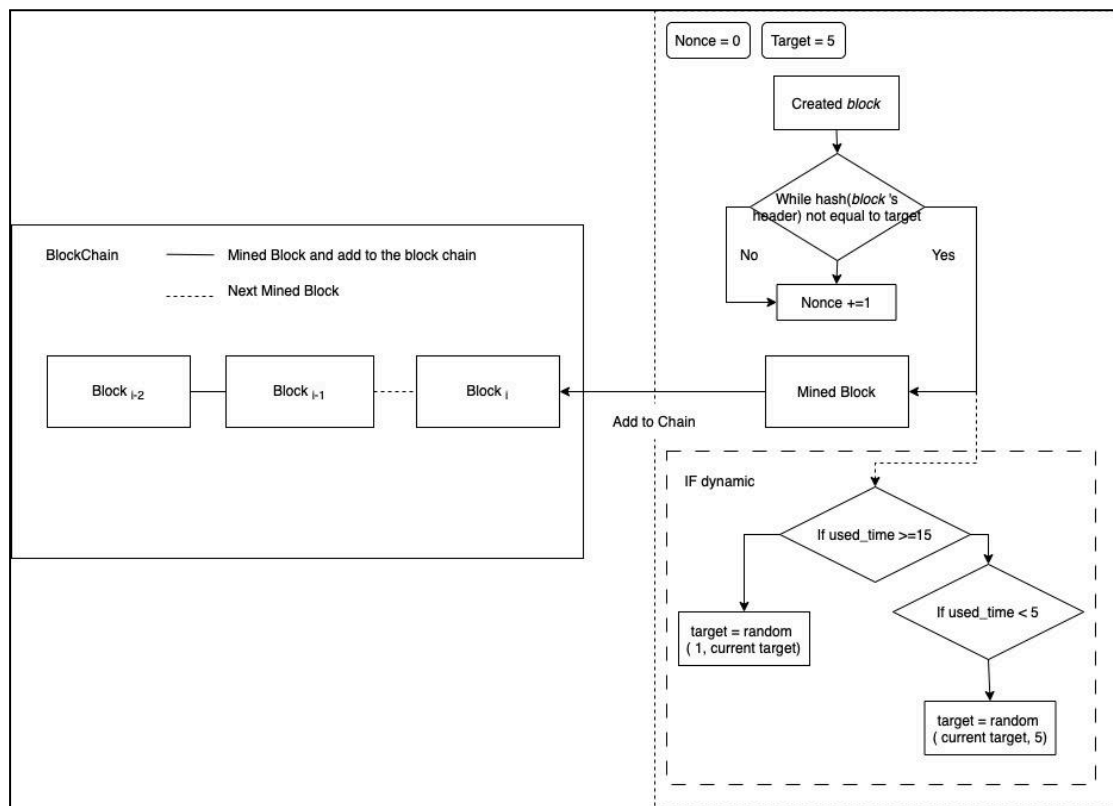 Nonce = 0
Target = 5
Created block
While hash(block 's
header) not equal to target
No
Yes
Nonce +=1
BlockChain
Mined Block and add to the block chain
Next Mined Block
Block i-2
Block i-1
Block i
Mined Block
Add to Chain
IF dynamic
If used_time >=15
If used_time < 5
target = random
( 1, current target)
target = random
( current target, 5)